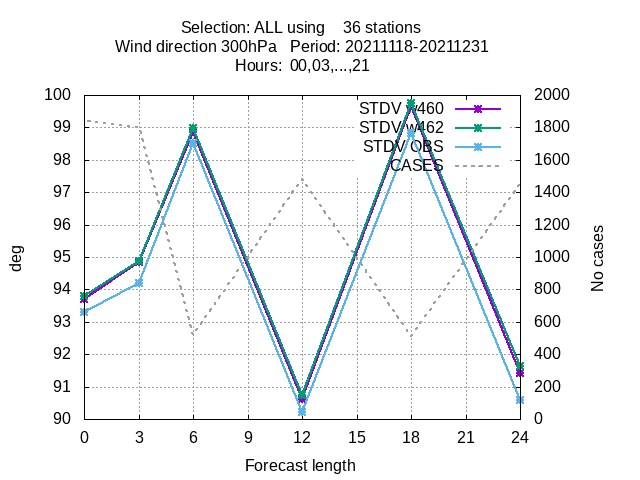 Selection: ALL using    36 stations
Wind direction 300hPa   Period: 20211118-20211231
Hours:  00,03,...,21
100
99
98
97
96
95
94
93
92
91
90
2000
1800
1600
1400
1200
1000
800
600
400
200
0
deg
No cases
STDV w460
STDV w462
STDV OBS
CASES
0 3 6 9 12 15 18 21 24
Forecast length